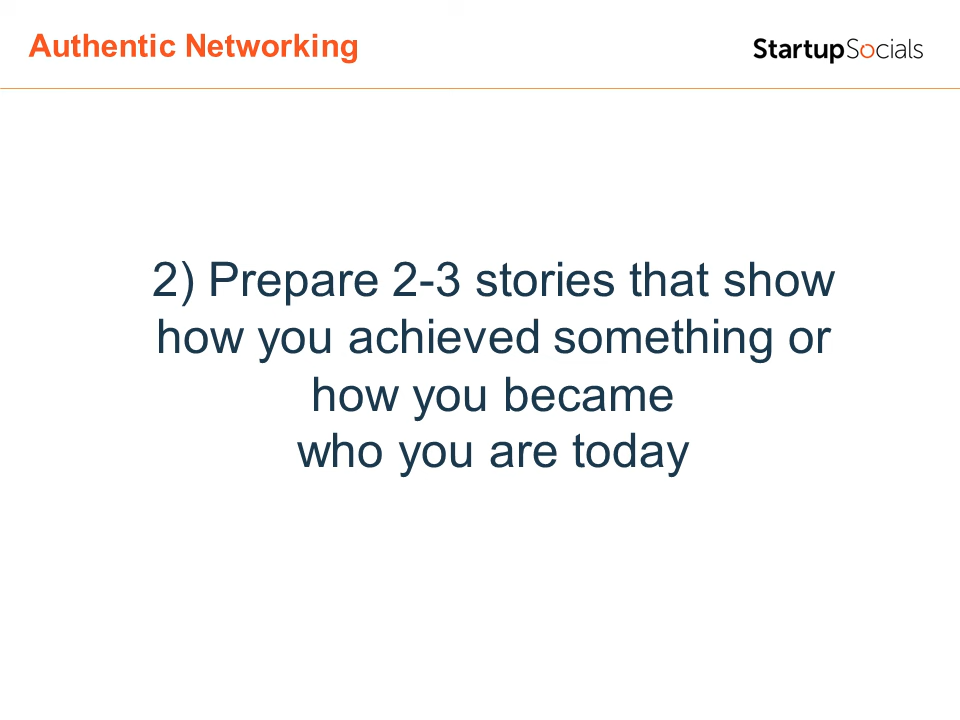 Authentic Networking
StartupSocials
2) Prepare 2-3 stories that show
how you achieved something or
how you became
who you are today